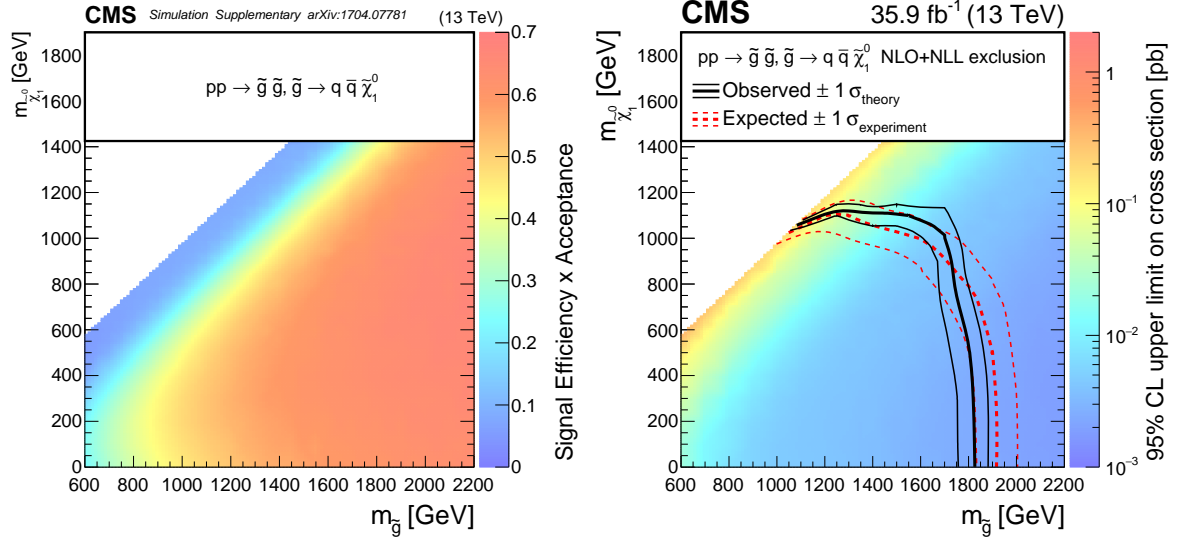 CMS Simulation Supplementary arXiv:1704.07781 (13 TeV)
pp → g̃ g̃, g̃ → q q̅ χ̃⁰₁
m_χ̃⁰₁ [GeV]
1800
1600
1400
1200
1000
800
600
400
200
0
600 800 1000 1200 1400 1600 1800 2000 2200
m_g̃ [GeV]
0.7
0.6
0.5
0.4
0.3
0.2
0.1
0
Signal Efficiency x Acceptance
CMS 35.9 fb⁻¹ (13 TeV)
pp → g̃ g̃, g̃ → q q̅ χ̃⁰₁ NLO+NLL exclusion
Observed ± 1 σ_theory
Expected ± 1 σ_experiment
m_χ̃⁰₁ [GeV]
1800
1600
1400
1200
1000
800
600
400
200
0
600 800 1000 1200 1400 1600 1800 2000 2200
m_g̃ [GeV]
1
10⁻¹
10⁻²
10⁻³
95% CL upper limit on cross section [pb]